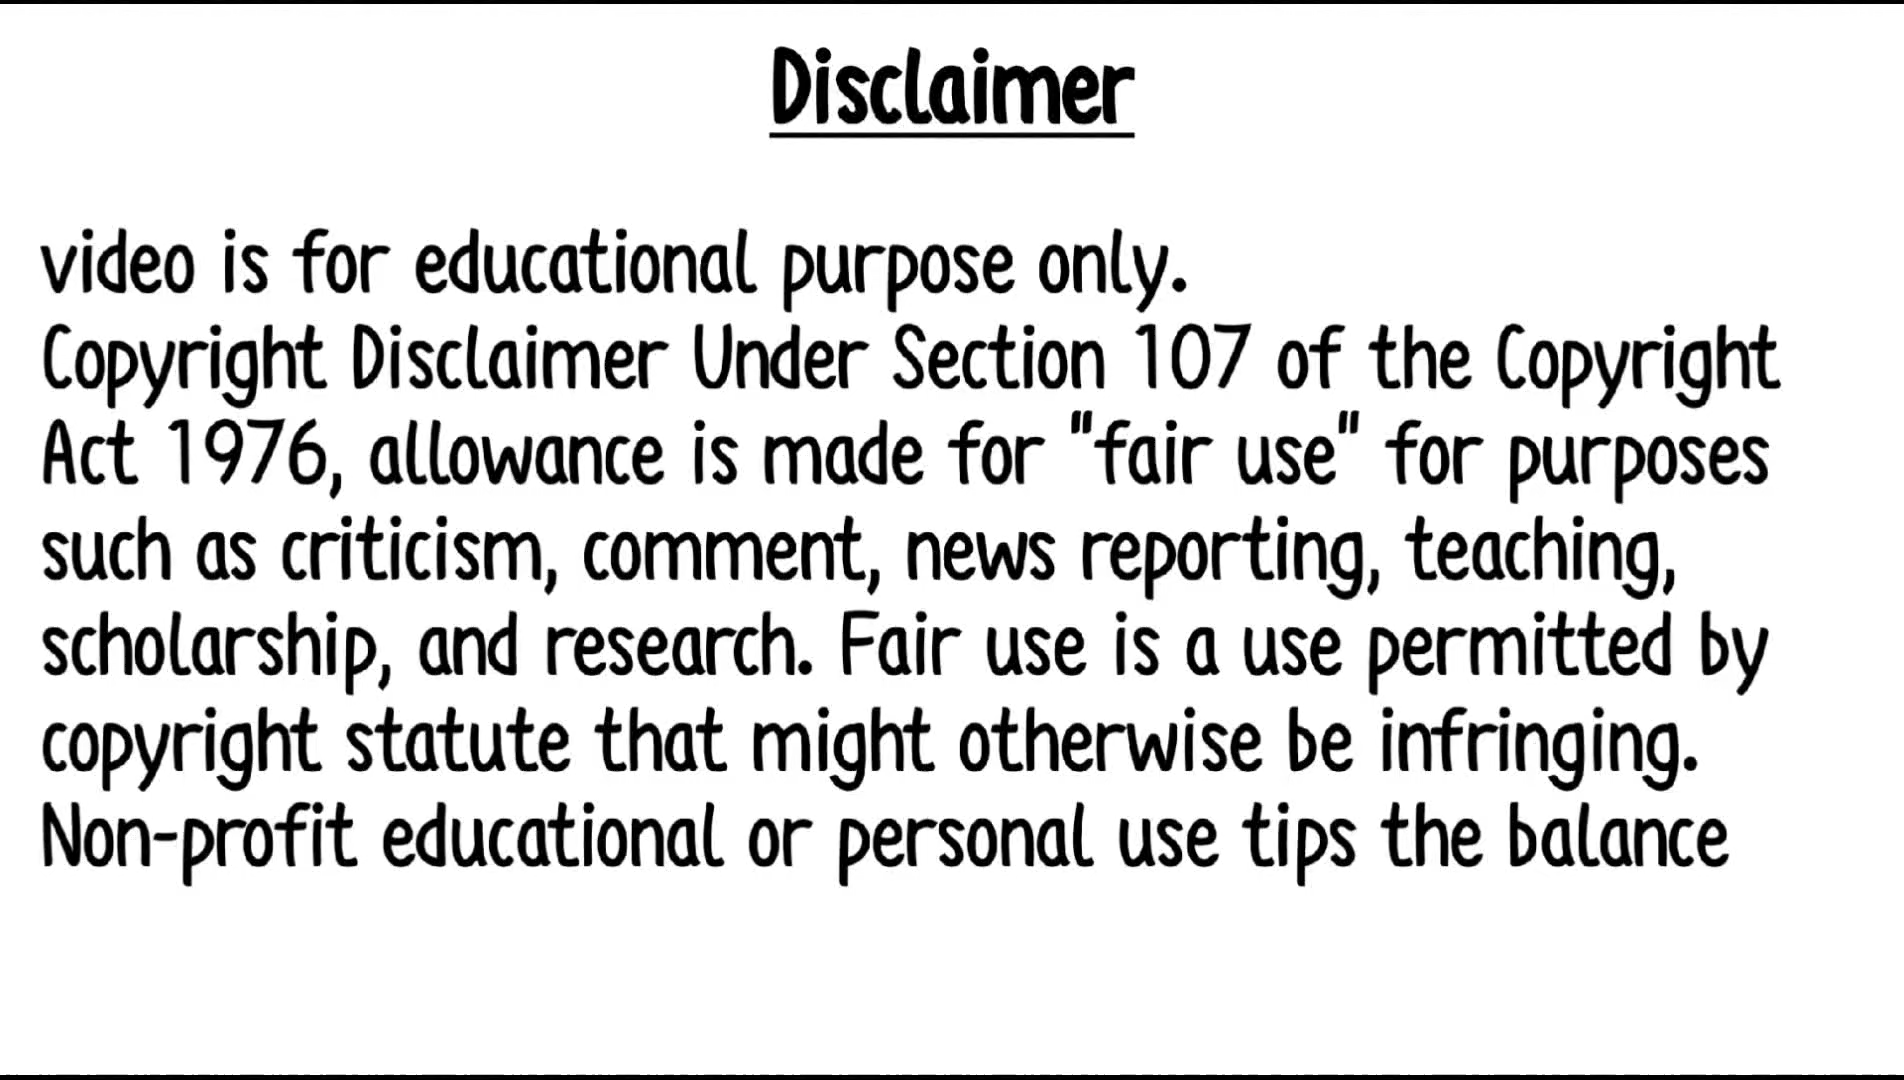 Disclaimer
video is for educational purpose only.
Copyright Disclaimer Under Section 107 of the Copyright
Act 1976, allowance is made for "fair use" for purposes
such as criticism, comment, news reporting, teaching,
scholarship, and research. Fair use is a use permitted by
copyright statute that might otherwise be infringing.
Non-profit educational or personal use tips the balance